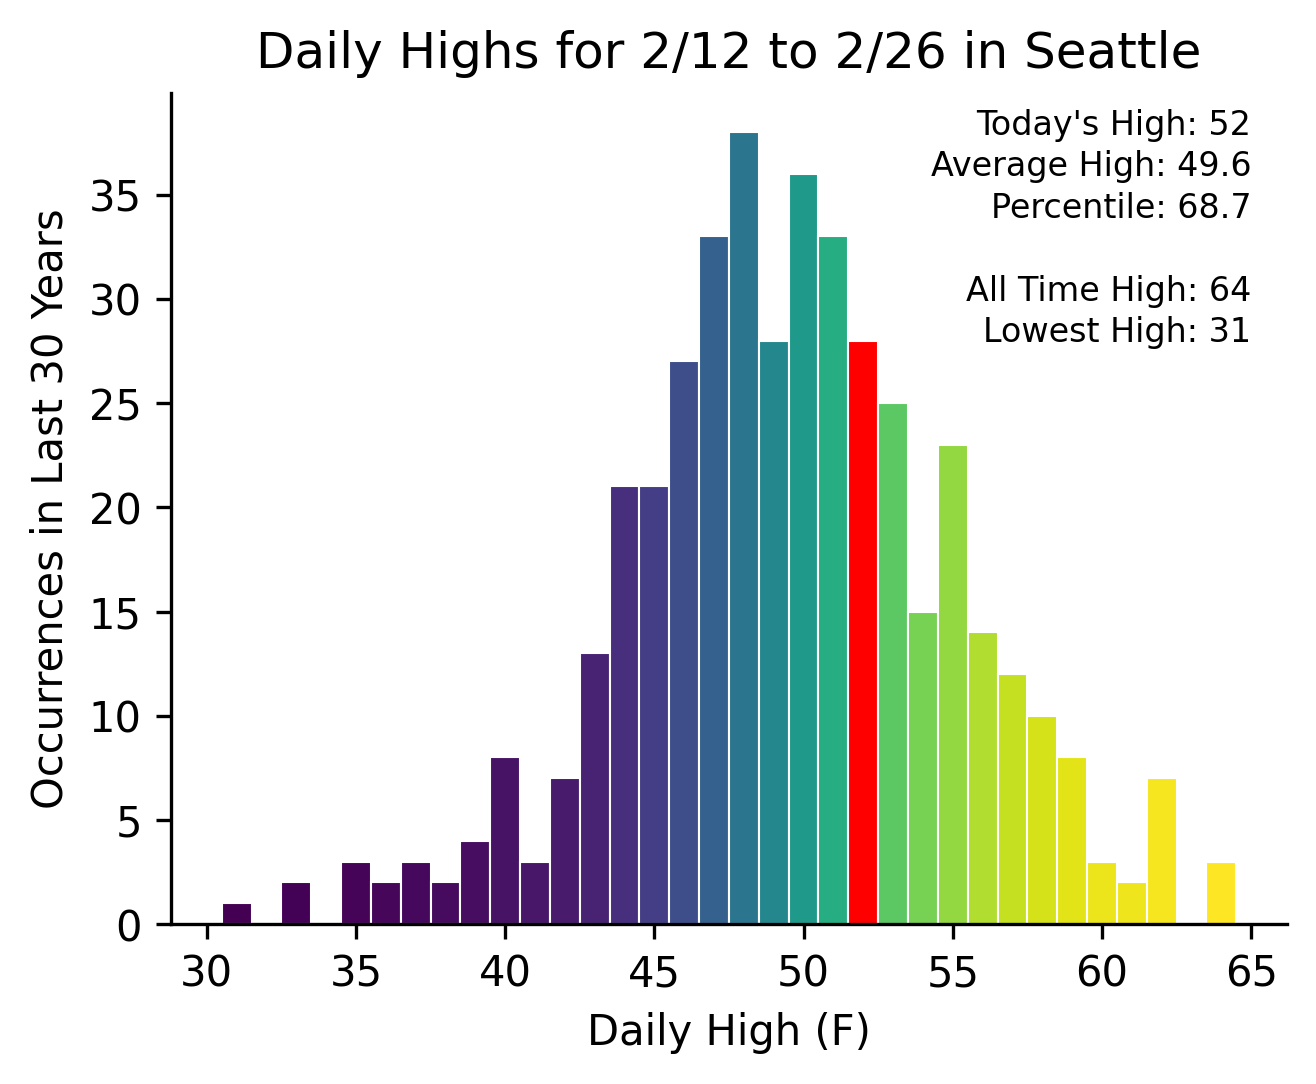 Daily Highs for 2/12 to 2/26 in Seattle
Today's High: 52
Average High: 49.6
Percentile: 68.7
All Time High: 64
Lowest High: 31
Occurrences in Last 30 Years
35
30
25
20
15
10
5
0
30 35 40 45 50 55 60 65
Daily High (F)